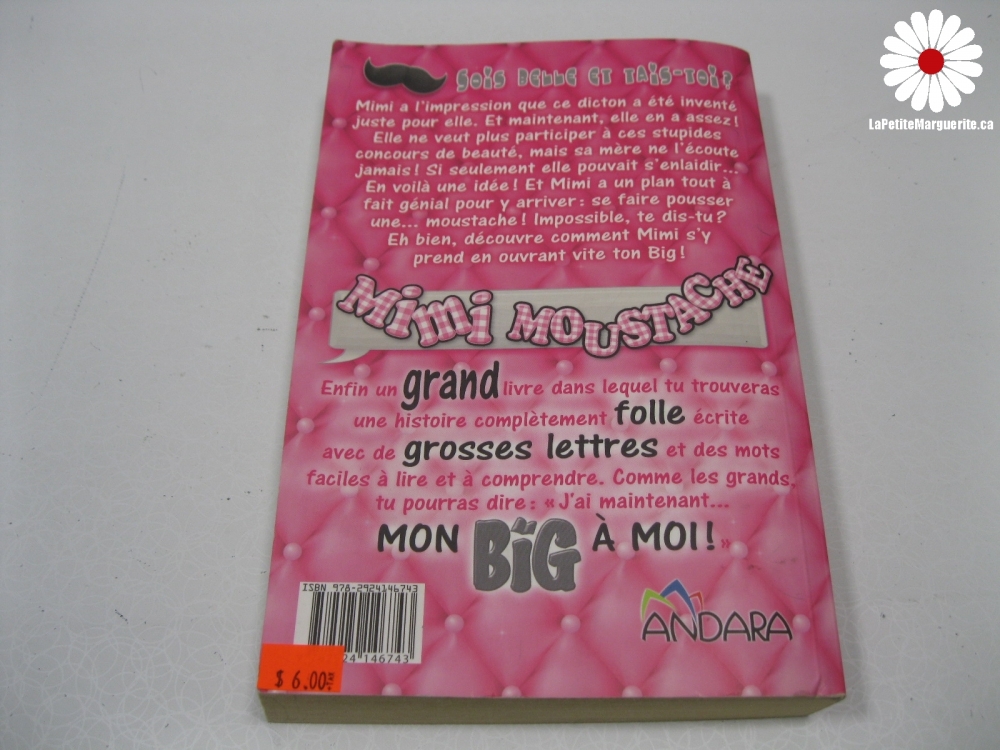 LaPetiteMarguerite.ca
Sois belle et tais-toi?
Mimi a l'impression que ce dicton a été inventé
juste pour elle. Et maintenant, elle en a assez!
Elle ne veut plus participer à ces stupides
concours de beauté, mais sa mère ne l'écoute
jamais! Si seulement elle pouvait s'enlaidir...
En voilà une idée! Et Mimi a un plan tout à
fait génial pour y arriver: se faire pousser
une... moustache! Impossible, te dis-tu?
Eh bien, découvre comment Mimi s'y
prend en ouvrant vite ton Big!
Mimi MOUSTACHE
Enfin un grand livre dans lequel tu trouveras
une histoire complètement folle écrite
avec de grosses lettres et des mots
faciles à lire et à comprendre. Comme les grands,
tu pourras dire: «J'ai maintenant...
MON BIG À MOI!»
ISBN 978-2924146743
24 146743
$ 6.00
ANDARA